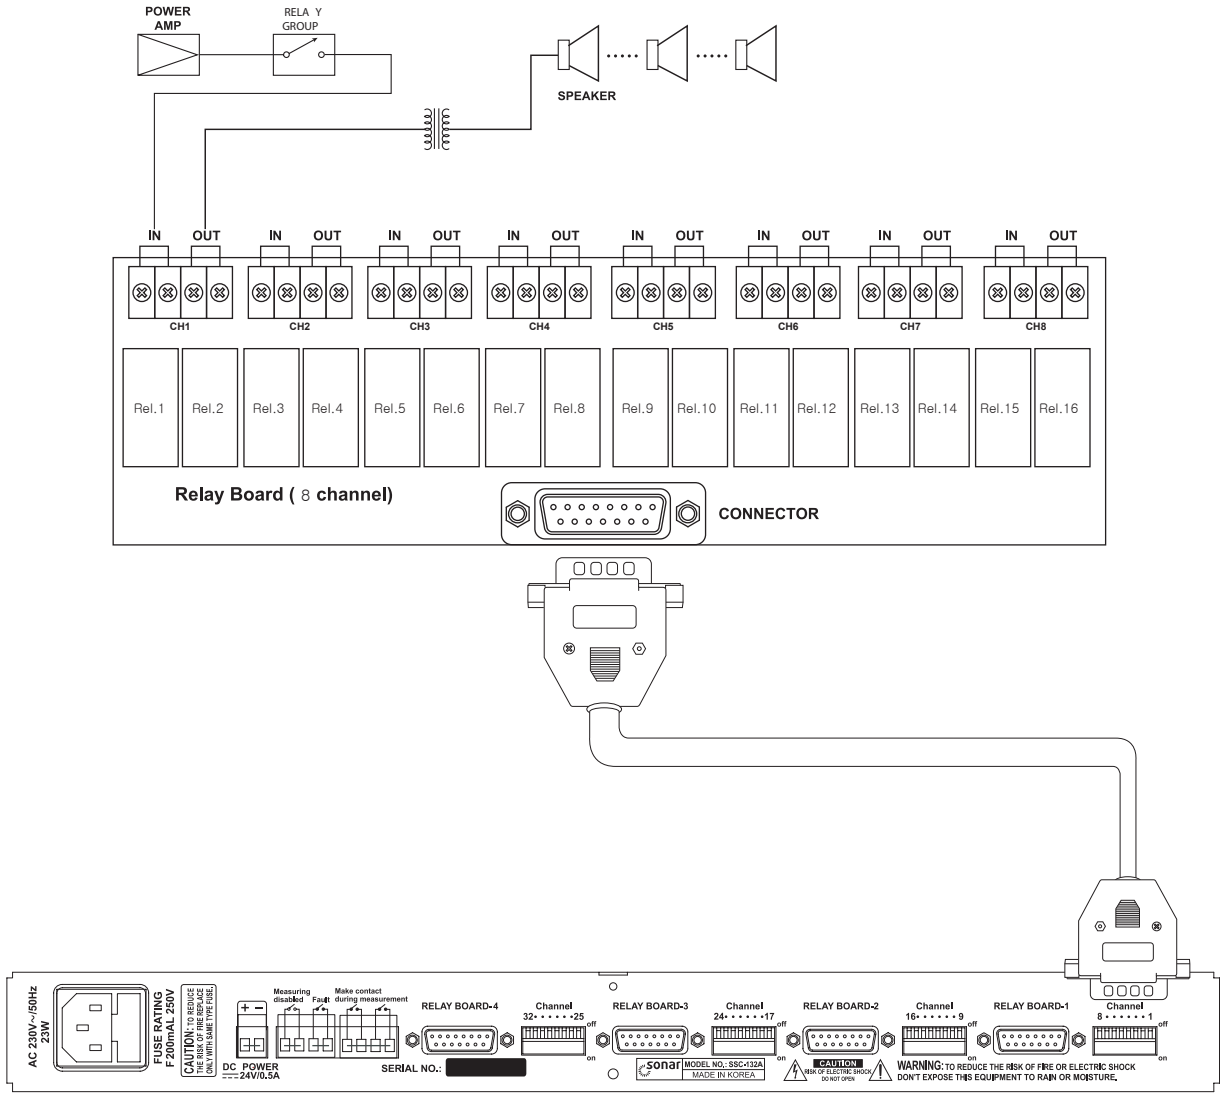 POWER
AMP
RELA Y
GROUP
SPEAKER
IN OUT IN OUT IN OUT IN OUT IN OUT IN OUT IN OUT IN OUT
CH1 CH2 CH3 CH4 CH5 CH6 CH7 CH8
Rel.1 Rel.2 Rel.3 Rel.4 Rel.5 Rel.6 Rel.7 Rel.8 Rel.9 Rel.10 Rel.11 Rel.12 Rel.13 Rel.14 Rel.15 Rel.16
Relay Board ( 8 channel)
CONNECTOR
AC 230V~/50Hz
23W
FUSE RATING
F 200mAL 250V
CAUTION: TO REDUCE
THE RISK OF FIRE REPLACE
ONLY WITH SAME TYPE FUSE.
+ −
DC POWER
24V/0.5A
Measuring
disabled
Fault
Make contact
during measurement
RELAY BOARD-4
Channel
32······25
off
on
SERIAL NO.:
RELAY BOARD-3
Channel
24······17
off
on
sonar
MODEL NO,: SSC-132A
MADE IN KOREA
RELAY BOARD-2
Channel
16······9
off
on
CAUTION
RISK OF ELECTRIC SHOCK
DO NOT OPEN
RELAY BOARD-1
Channel
8······1
off
on
WARNING: TO REDUCE THE RISK OF FIRE OR ELECTRIC SHOCK
DON'T EXPOSE THIS EQUIPMENT TO RAIN OR MOISTURE.